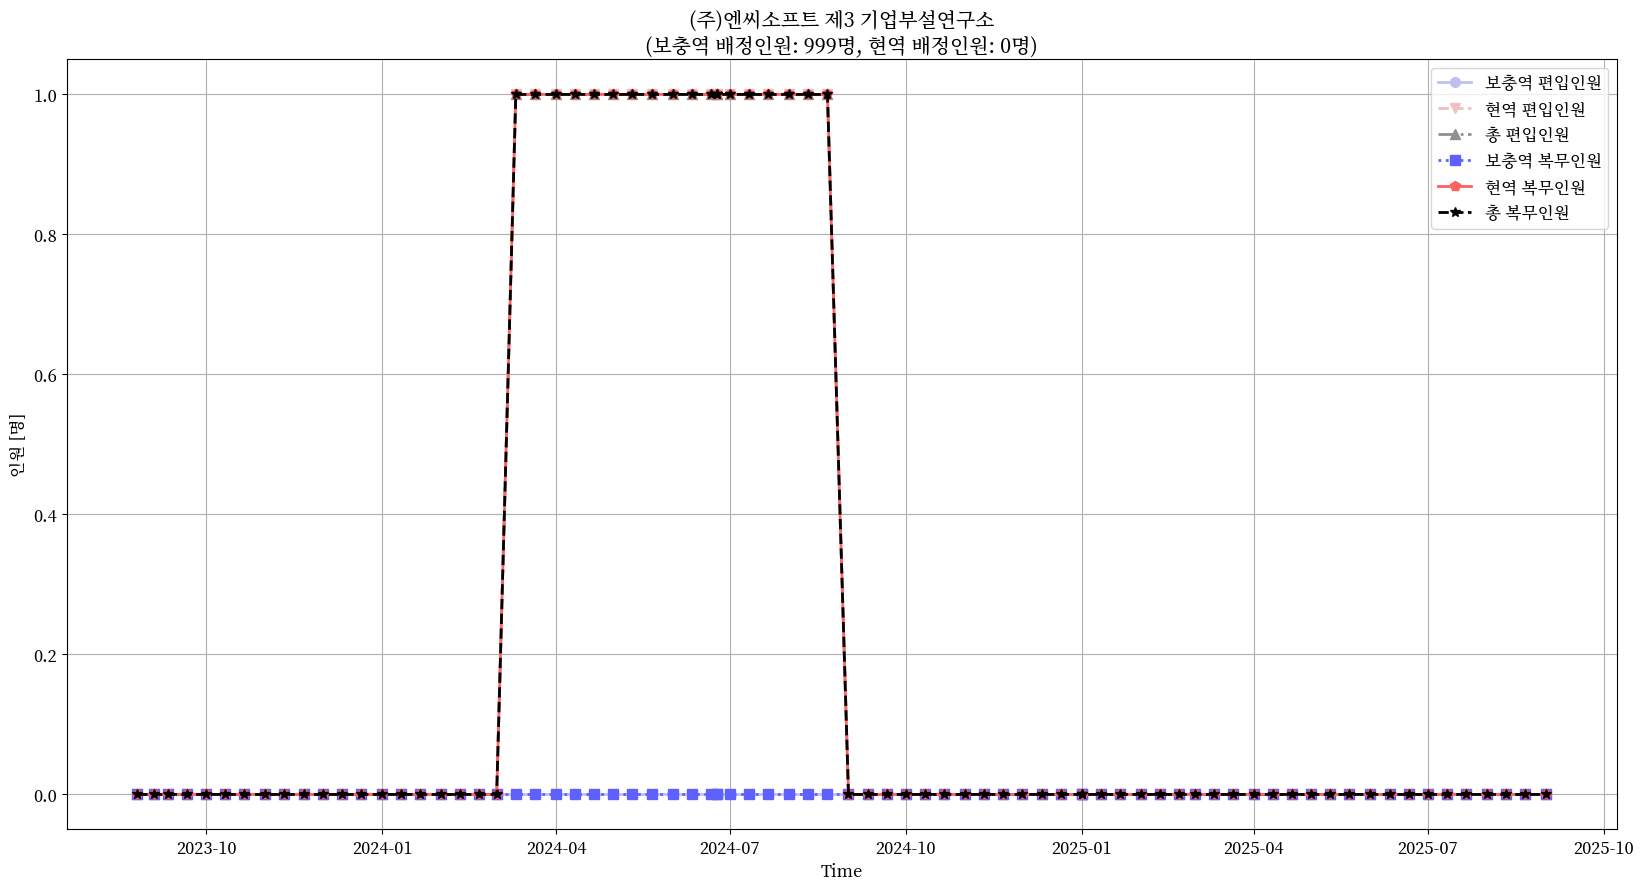 (주)엔씨소프트 제3 기업부설연구소
(보충역 배정인원: 999명, 현역 배정인원: 0명)
보충역 편입인원
현역 편입인원
총 편입인원
보충역 복무인원
현역 복무인원
총 복무인원
1.0
0.8
0.6
0.4
0.2
0.0
인원 [명]
2023-10
2024-01
2024-04
2024-07
2024-10
2025-01
2025-04
2025-07
2025-10
Time